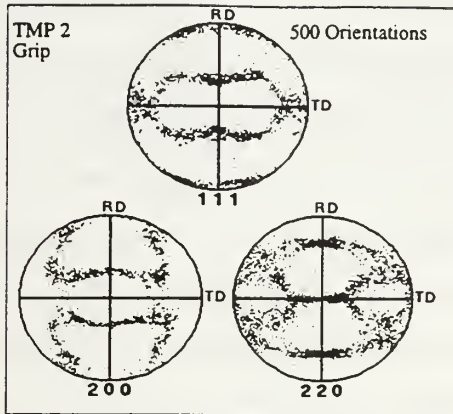 TMP 2
Grip
500 Orientations
RD
TD
111
RD
TD
200
RD
TD
220